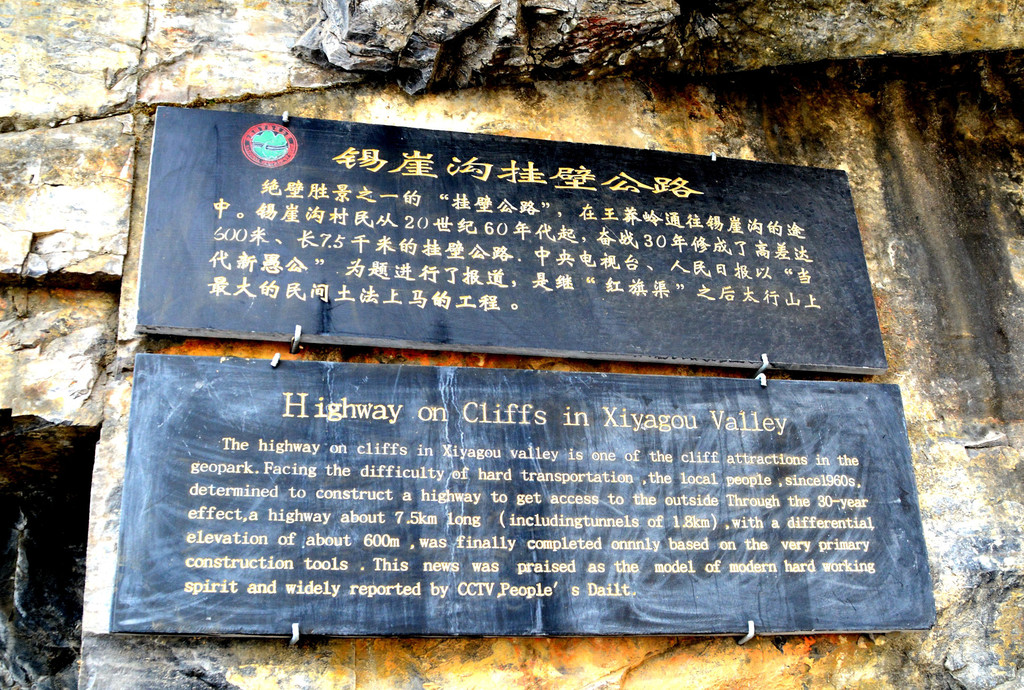 锡崖沟挂壁公路
绝壁胜景之一的“挂壁公路”，在王莽岭通往锡崖沟的途
中。锡崖沟村民从20世纪60年代起，奋战30年修成了高差达
600米、长7.5千米的挂壁公路．中央电视台、人民日报以“当
代新愚公”．为题进行了报道，是继“红旗渠”之后太行山上
最大的民间土法上马的工程。
Highway on Cliffs in Xiyagou Valley
The highway on cliffs in Xiyagou valley is one of the cliff attractions in the
geopark.Facing the difficulty of hard transportation ,the local people ,since1960s,
determined to construct a highway to get access to the outside Through the 30-year
effect,a highway about 7.5km long (includingtunnels of 1.8km),with a differential
elevation of about 600m ,was finally completed onnnly based on the very primary
construction tools .This news was praised as the model of modern hard working
spirit and widely reported by CCTV,People's Dailt.